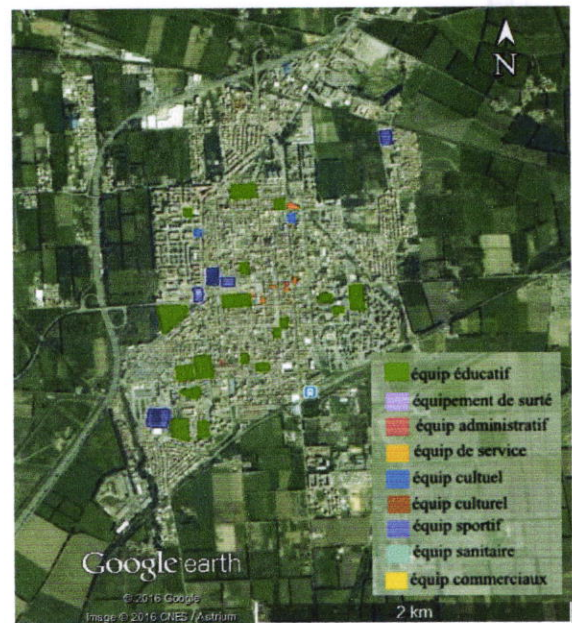 N
équip éducatif
équipement de surté
équip administratif
équip de service
équip cultuel
équip culturel
équip sportif
équip sanitaire
équip commerciaux
Google earth
© 2016 Google
Image © 2016 CNES / Astrium
2 km